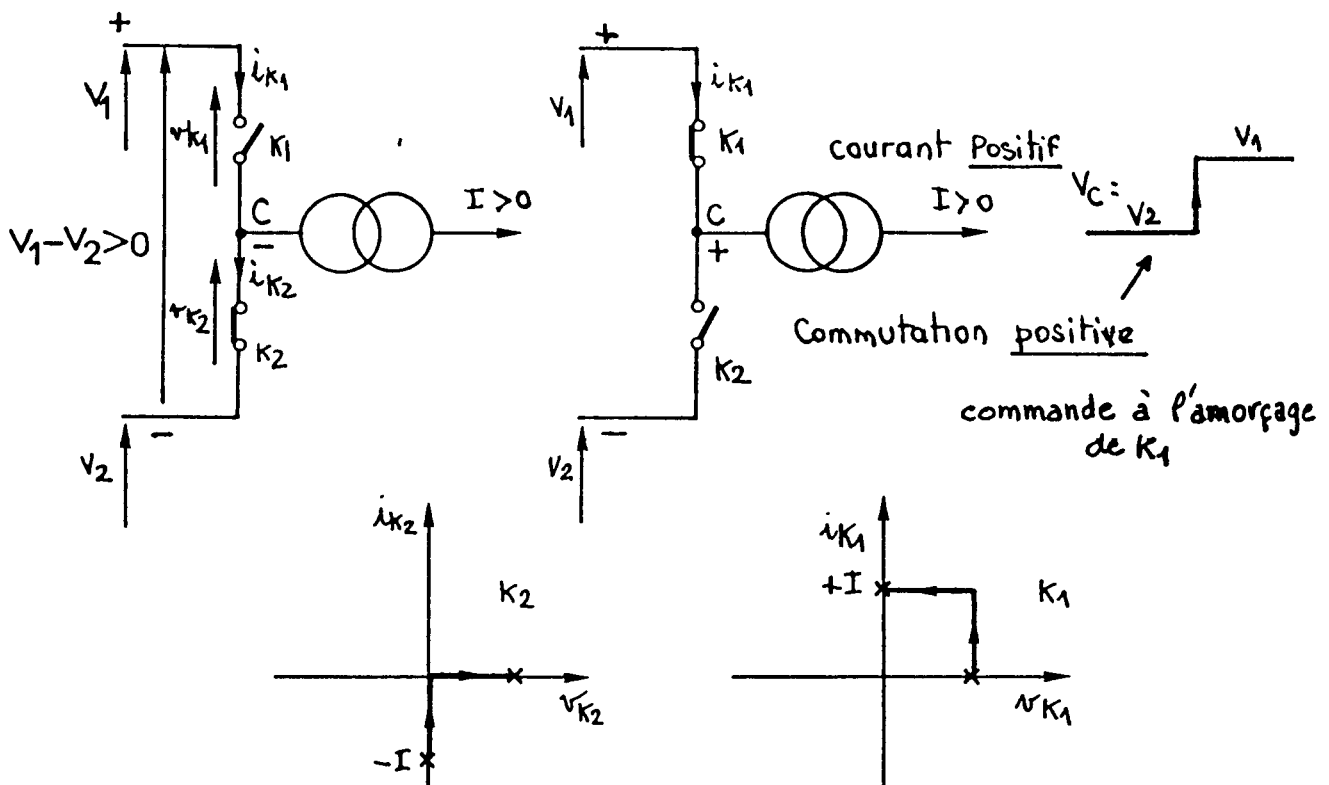 +
V1
iK1
vK1
K1
V1-V2>0
C
-
I>0
iK2
vK2
K2
-
V2
+
V1
iK1
K1
C
+
I>0
K2
-
V2
courant Positif
VC=
V2
V1
Commutation positive
commande à l'amorçage
de K1
iK2
K2
vK2
-I
iK1
+I
K1
vK1